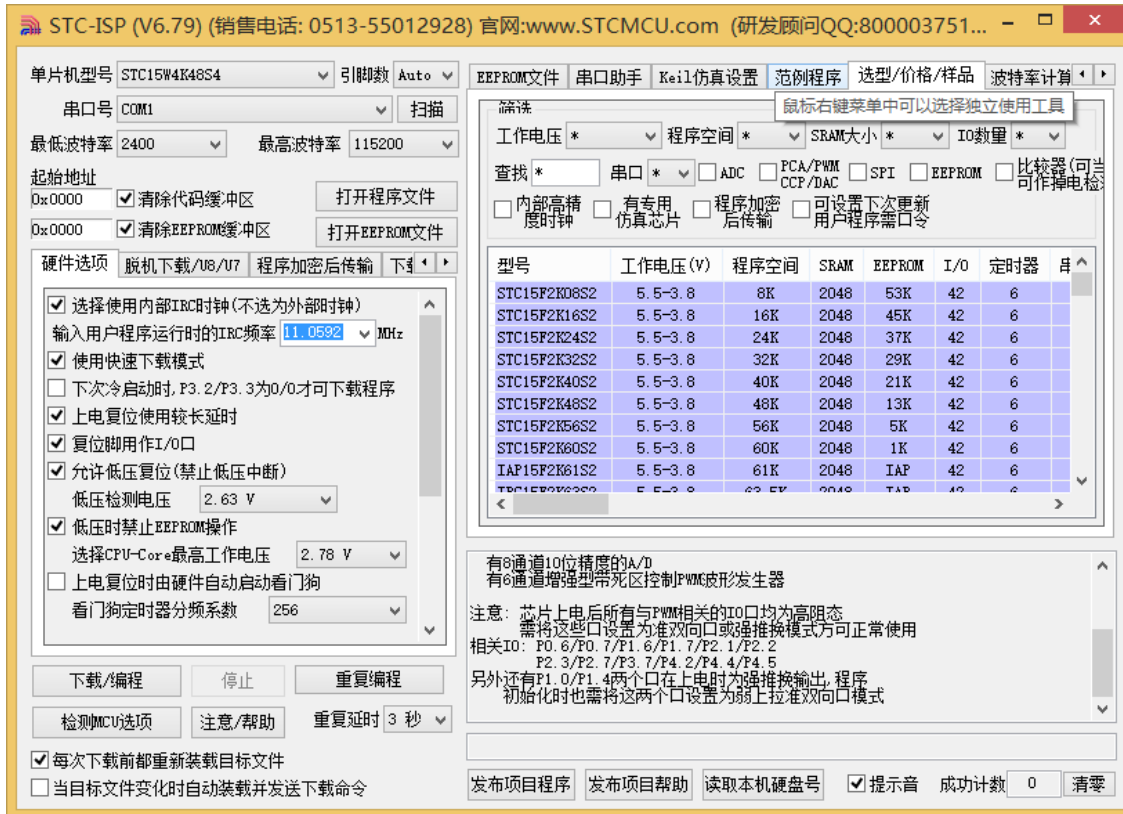 STC-ISP (V6.79) (销售电话: 0513-55012928) 官网:www.STCMCU.com (研发顾问QQ:800003751...
单片机型号 STC15W4K48S4 引脚数 Auto
串口号 COM1 扫描
最低波特率 2400 最高波特率 115200
起始地址
0x0000 清除代码缓冲区 打开程序文件
0x0000 清除EEPROM缓冲区 打开EEPROM文件
硬件选项 脱机下载/U8/U7 程序加密后传输
选择使用内部IRC时钟(不选为外部时钟)
输入用户程序运行时的IRC频率 11.0592 MHz
使用快速下载模式
下次冷启动时,P3.2/P3.3为0/0才可下载程序
上电复位使用较长延时
复位脚用作I/O口
允许低压复位(禁止低压中断)
低压检测电压 2.63 V
低压时禁止EEPROM操作
选择CPU-Core最高工作电压 2.78 V
上电复位时由硬件自动启动看门狗
看门狗定时器分频系数 256
下载/编程 停止 重复编程
检测MCU选项 注意/帮助 重复延时 3 秒
每次下载前都重新装载目标文件
当目标文件变化时自动装载并发送下载命令
EEPROM文件 串口助手 Keil仿真设置 范例程序 选型/价格/样品 波特率计算
鼠标右键菜单中可以选择独立使用工具
筛选
工作电压 * 程序空间 * SRAM大小 * IO数量 *
查找 * 串口 * ADC PCA/PWM CCP/DAC SPI EEPROM 比较器(可当 可作掉电检
内部高精度时钟 有专用仿真芯片 程序加密后传输 可设置下次更新用户程序需口令
型号 工作电压(V) 程序空间 SRAM EEPROM I/O 定时器
STC15F2K08S2 5.5-3.8 8K 2048 53K 42 6
STC15F2K16S2 5.5-3.8 16K 2048 45K 42 6
STC15F2K24S2 5.5-3.8 24K 2048 37K 42 6
STC15F2K32S2 5.5-3.8 32K 2048 29K 42 6
STC15F2K40S2 5.5-3.8 40K 2048 21K 42 6
STC15F2K48S2 5.5-3.8 48K 2048 13K 42 6
STC15F2K56S2 5.5-3.8 56K 2048 5K 42 6
STC15F2K60S2 5.5-3.8 60K 2048 1K 42 6
IAP15F2K61S2 5.5-3.8 61K 2048 IAP 42 6
有8通道10位精度的A/D
有6通道增强型带死区控制PWM波形发生器
注意: 芯片上电后所有与PWM相关的IO口均为高阻态
需将这些口设置为准双向口或强推挽模式方可正常使用
相关IO: P0.6/P0.7/P1.6/P1.7/P2.1/P2.2
P2.3/P2.7/P3.7/P4.2/P4.4/P4.5
另外还有P1.0/P1.4两个口在上电时为强推挽输出,程序
初始化时也需将这两个口设置为弱上拉准双向口模式
发布项目程序 发布项目帮助 读取本机硬盘号 提示音 成功计数 0 清零